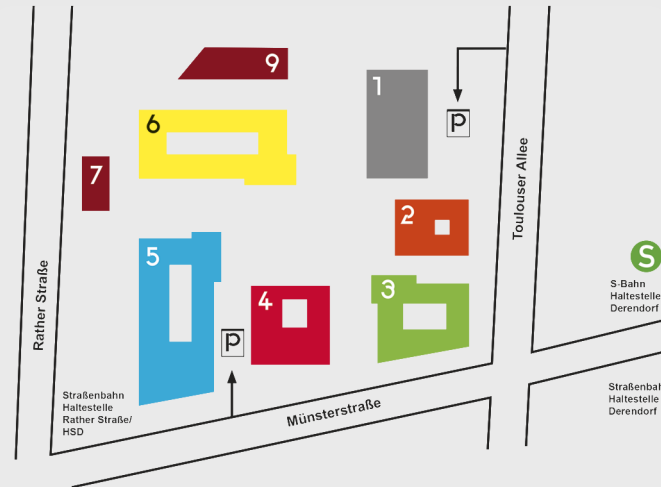 9
1
6
P
7
2
Toulouser Allee
5
S
3
S-Bahn
Haltestelle
Derendorf
4
Rather Straße
P
Straßenbahn
Haltestelle
Rather Straße/
HSD
Münsterstraße
Straßenbah
Haltestelle
Derendorf